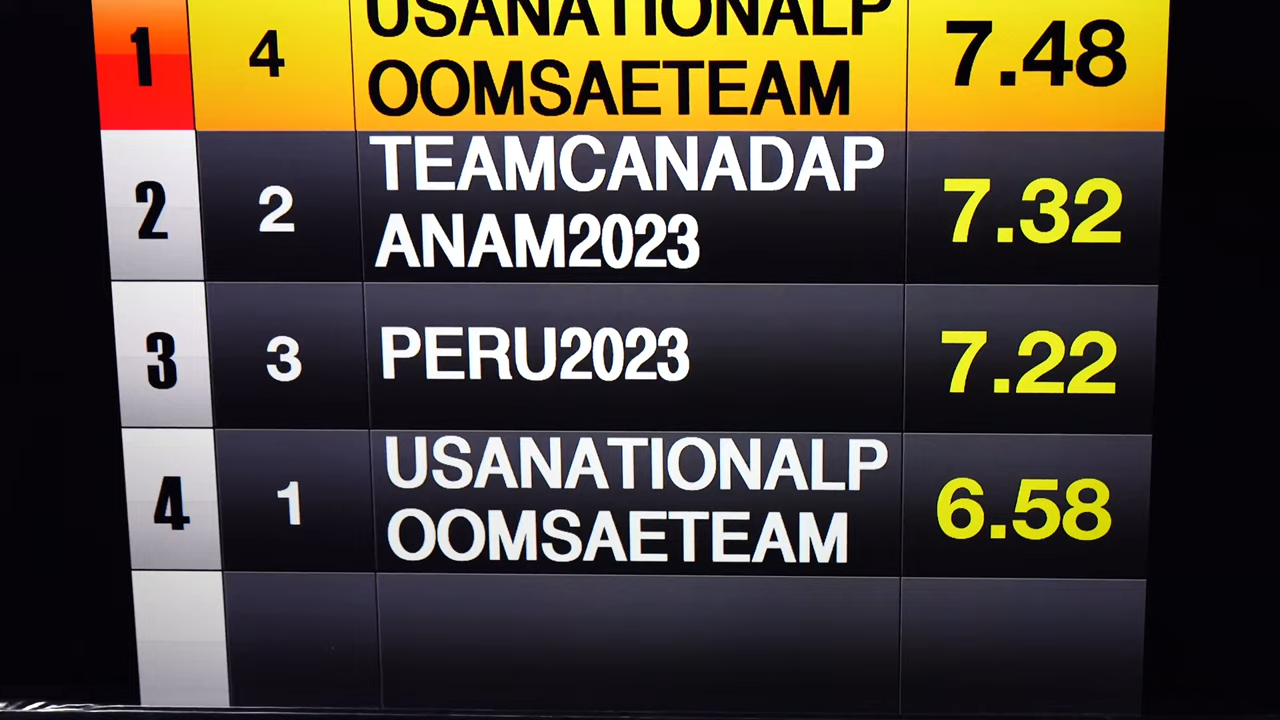 1 4 USANATIONALP
OOMSAETEAM 7.48
2 2 TEAMCANADAP
ANAM2023 7.32
3 3 PERU2023 7.22
4 1 USANATIONALP
OOMSAETEAM 6.58